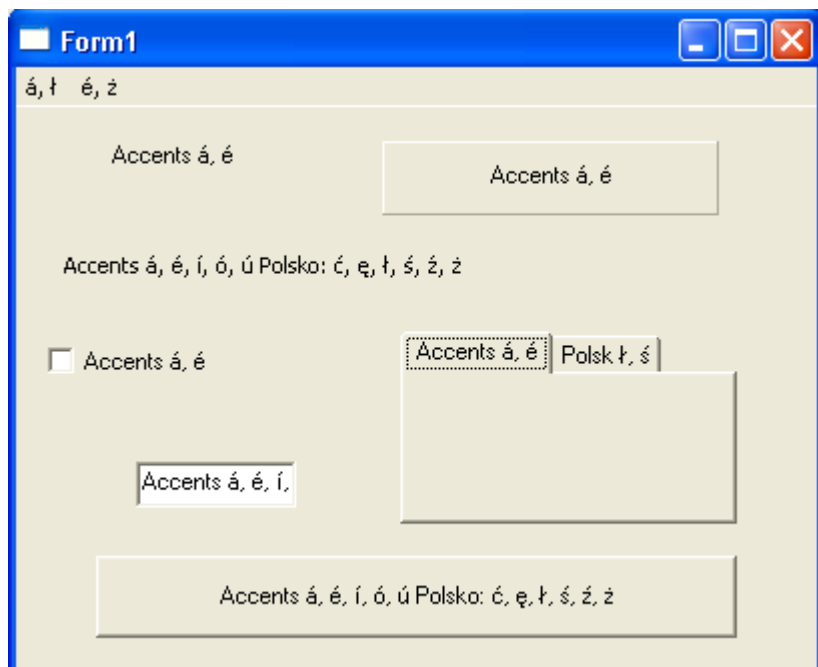 Form1
á, ł é, ż
Accents á, é
Accents á, é
Accents á, é, í, ó, ú Polsko: ć, ę, ł, ś, ź, ż
Accents á, é
Accents á, é
Polsk ł, ś
Accents á, é, í,
Accents á, é, í, ó, ú Polsko: ć, ę, ł, ś, ź, ż